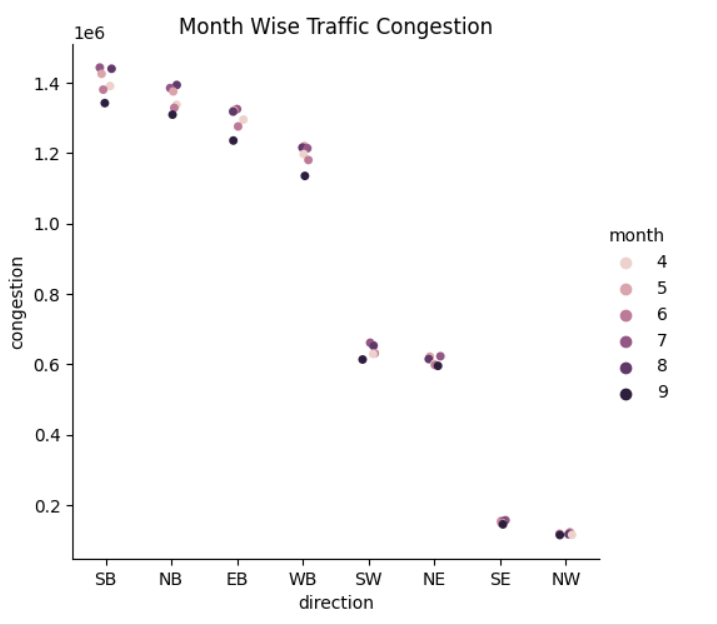 Month Wise Traffic Congestion
1e6
1.4
1.2
1.0
0.8
0.6
0.4
0.2
congestion
SB NB EB WB SW NE SE NW
direction
month
4
5
6
7
8
9